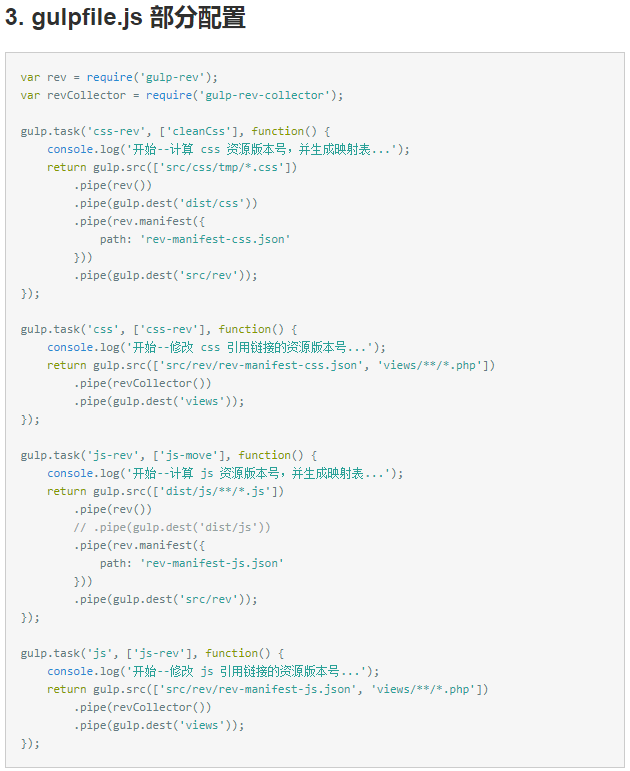 3. gulpfile.js 部分配置
var rev = require('gulp-rev');
var revCollector = require('gulp-rev-collector');
gulp.task('css-rev', ['cleanCss'], function() {
    console.log('开始--计算 css 资源版本号，并生成映射表...');
    return gulp.src(['src/css/tmp/*.css'])
        .pipe(rev())
        .pipe(gulp.dest('dist/css'))
        .pipe(rev.manifest({
            path: 'rev-manifest-css.json'
        }))
        .pipe(gulp.dest('src/rev'));
});
gulp.task('css', ['css-rev'], function() {
    console.log('开始--修改 css 引用链接的资源版本号...');
    return gulp.src(['src/rev/rev-manifest-css.json', 'views/**/*.php'])
        .pipe(revCollector())
        .pipe(gulp.dest('views'));
});
gulp.task('js-rev', ['js-move'], function() {
    console.log('开始--计算 js 资源版本号，并生成映射表...');
    return gulp.src(['dist/js/**/*.js'])
        .pipe(rev())
        // .pipe(gulp.dest('dist/js'))
        .pipe(rev.manifest({
            path: 'rev-manifest-js.json'
        }))
        .pipe(gulp.dest('src/rev'));
});
gulp.task('js', ['js-rev'], function() {
    console.log('开始--修改 js 引用链接的资源版本号...');
    return gulp.src(['src/rev/rev-manifest-js.json', 'views/**/*.php'])
        .pipe(revCollector())
        .pipe(gulp.dest('views'));
});